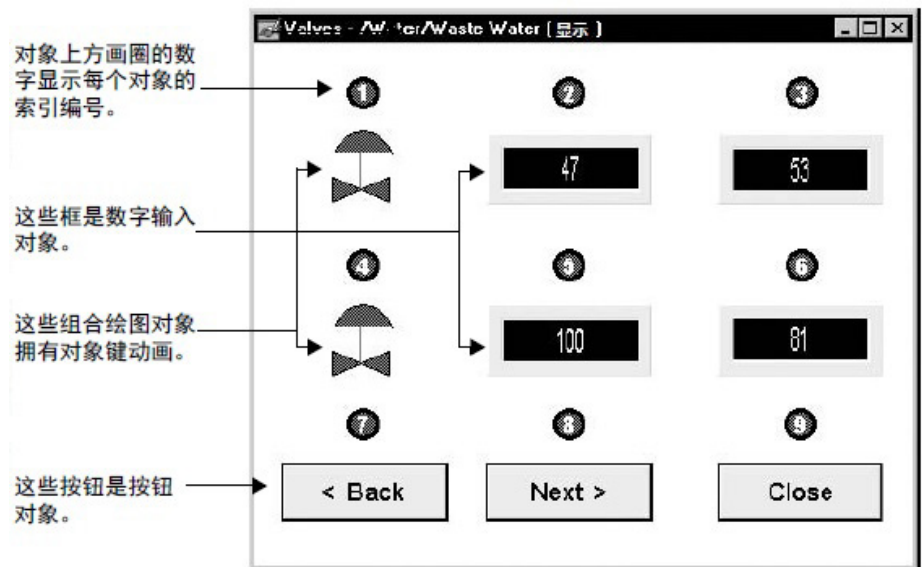 Valves - /Water/Waste Water ( 显示 )
对象上方画圈的数
字显示每个对象的
索引编号。
1 2 3
47 53
这些框是数字输入
对象。
4 5 6
这些组合绘图对象
拥有对象键动画。
100 81
7 8 9
这些按钮是按钮
对象。
< Back Next > Close